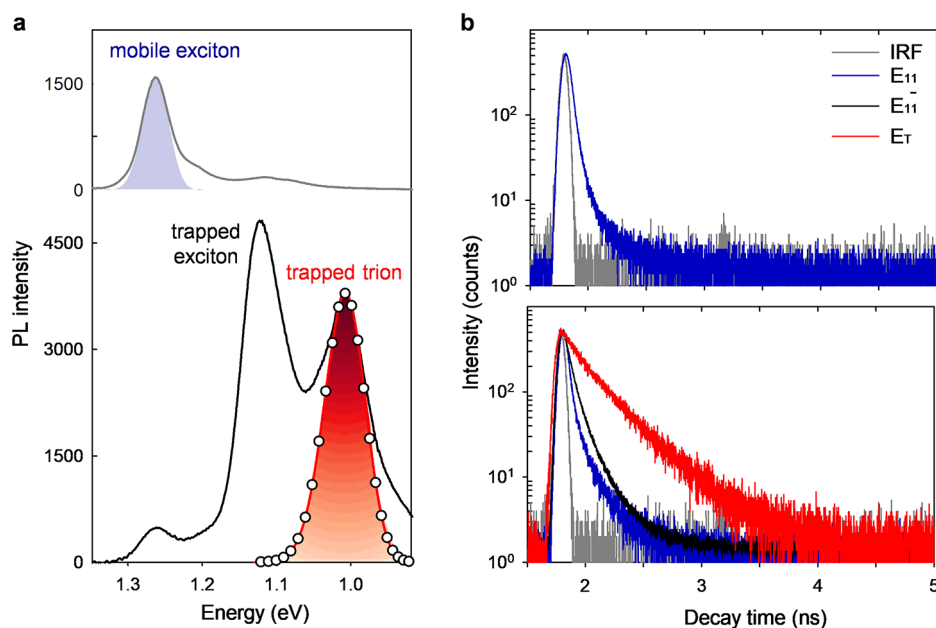 a
mobile exciton
1500
0
trapped
exciton
trapped trion
4500
3000
1500
0
PL intensity
1.3
1.2
1.1
1.0
Energy (eV)
b
IRF
E11
E11-
ET
10²
10¹
10⁰
10²
10¹
10⁰
Intensity (counts)
2
3
4
5
Decay time (ns)